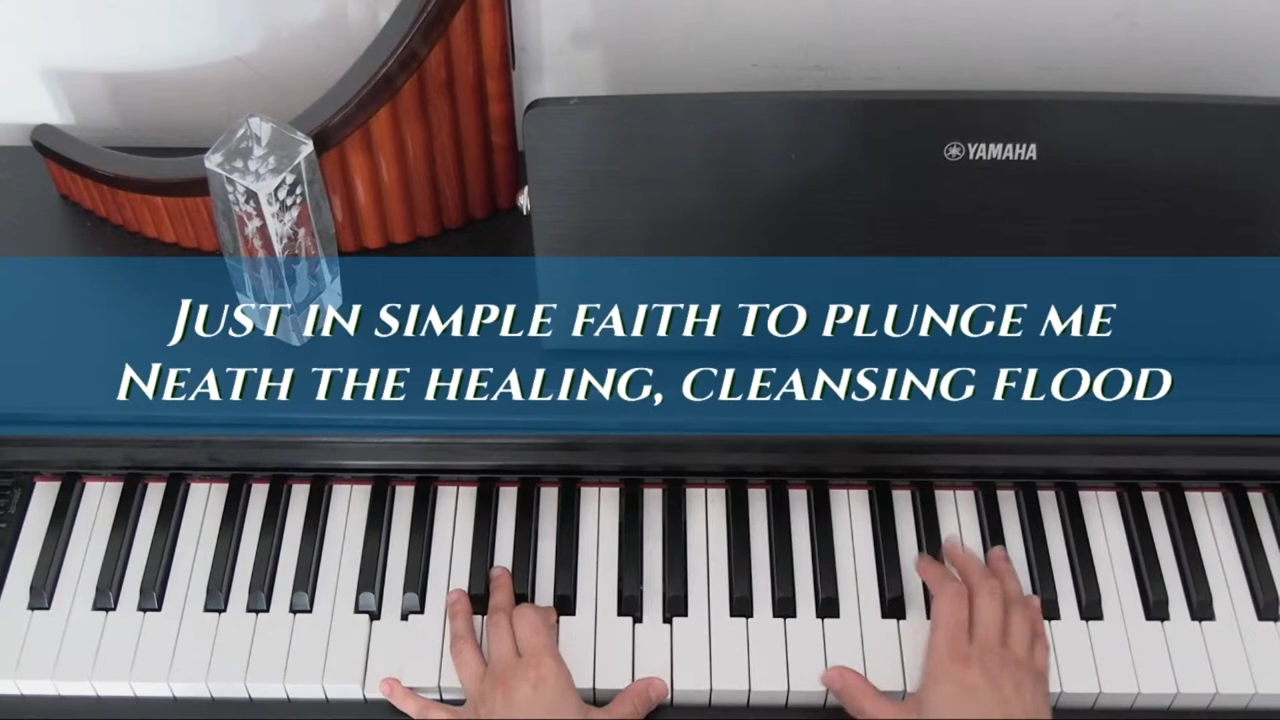 YAMAHA
Just in simple faith to plunge me
Neath the healing, cleansing flood